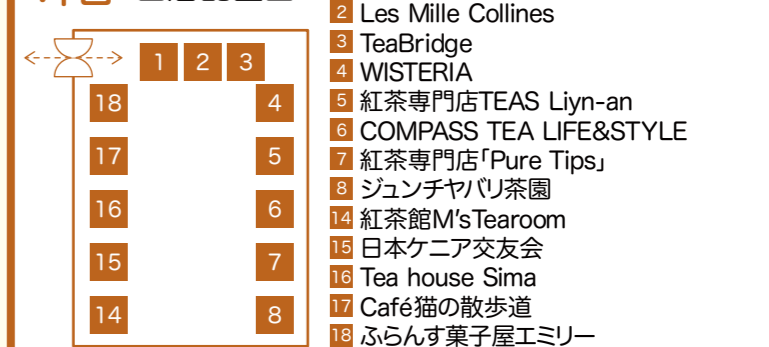 1 2 3
18 4
17 5
16 6
15 7
14 8
2 Les Mille Collines
3 TeaBridge
4 WISTERIA
5 紅茶専門店TEAS Liyn-an
6 COMPASS TEA LIFE&STYLE
7 紅茶専門店「Pure Tips」
8 ジュンチヤバリ茶園
14 紅茶館M'sTearoom
15 日本ケニア交友会
16 Tea house Sima
17 Café猫の散歩道
18 ふらんす菓子屋エミリー